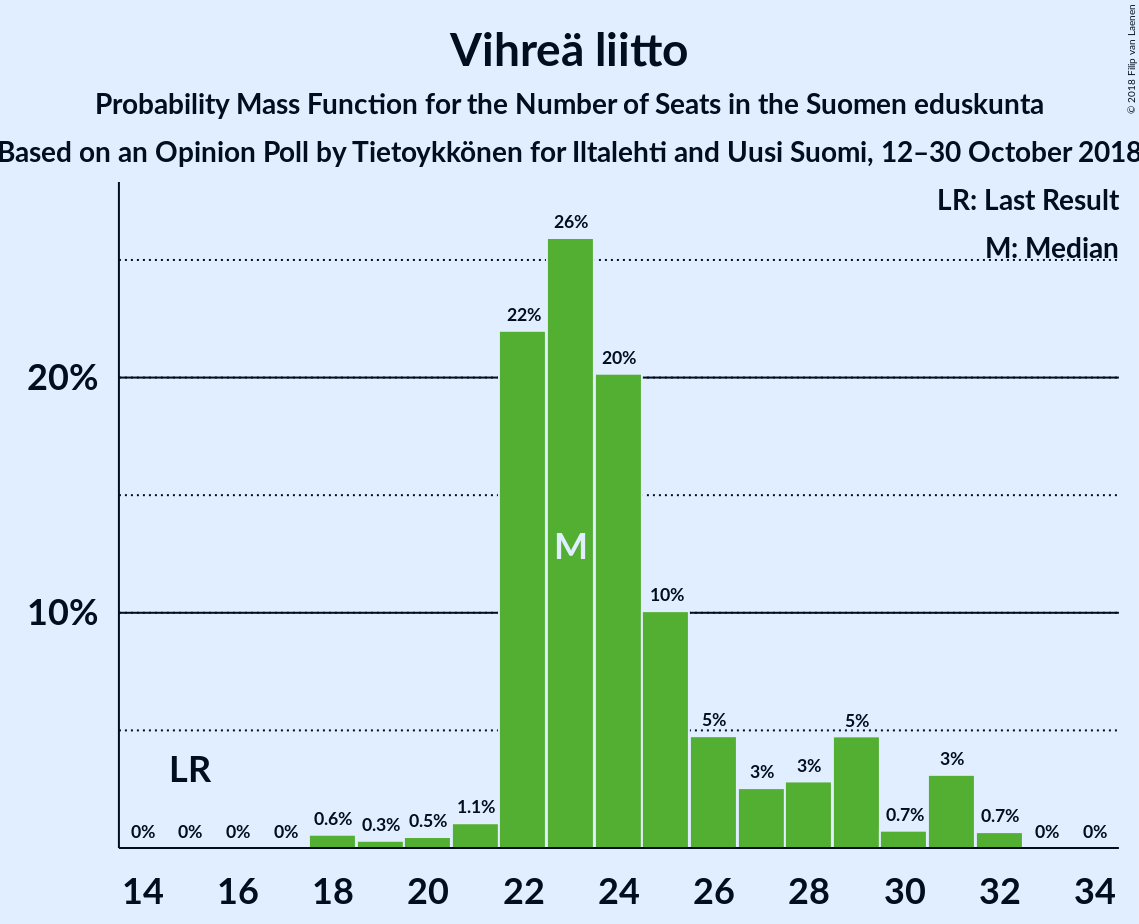 Vihreä liitto
Probability Mass Function for the Number of Seats in the Suomen eduskunta
Based on an Opinion Poll by Tietoykkönen for Iltalehti and Uusi Suomi, 12–30 October 2018
© 2018 Filip van Laenen
LR: Last Result
M: Median
26%
22%
20%
20%
M
10%
10%
5%
5%
3%
3%
3%
LR
0%
0%
0%
0%
0.6%
0.3%
0.5%
1.1%
0.7%
0.7%
0%
0%
14 16 18 20 22 24 26 28 30 32 34